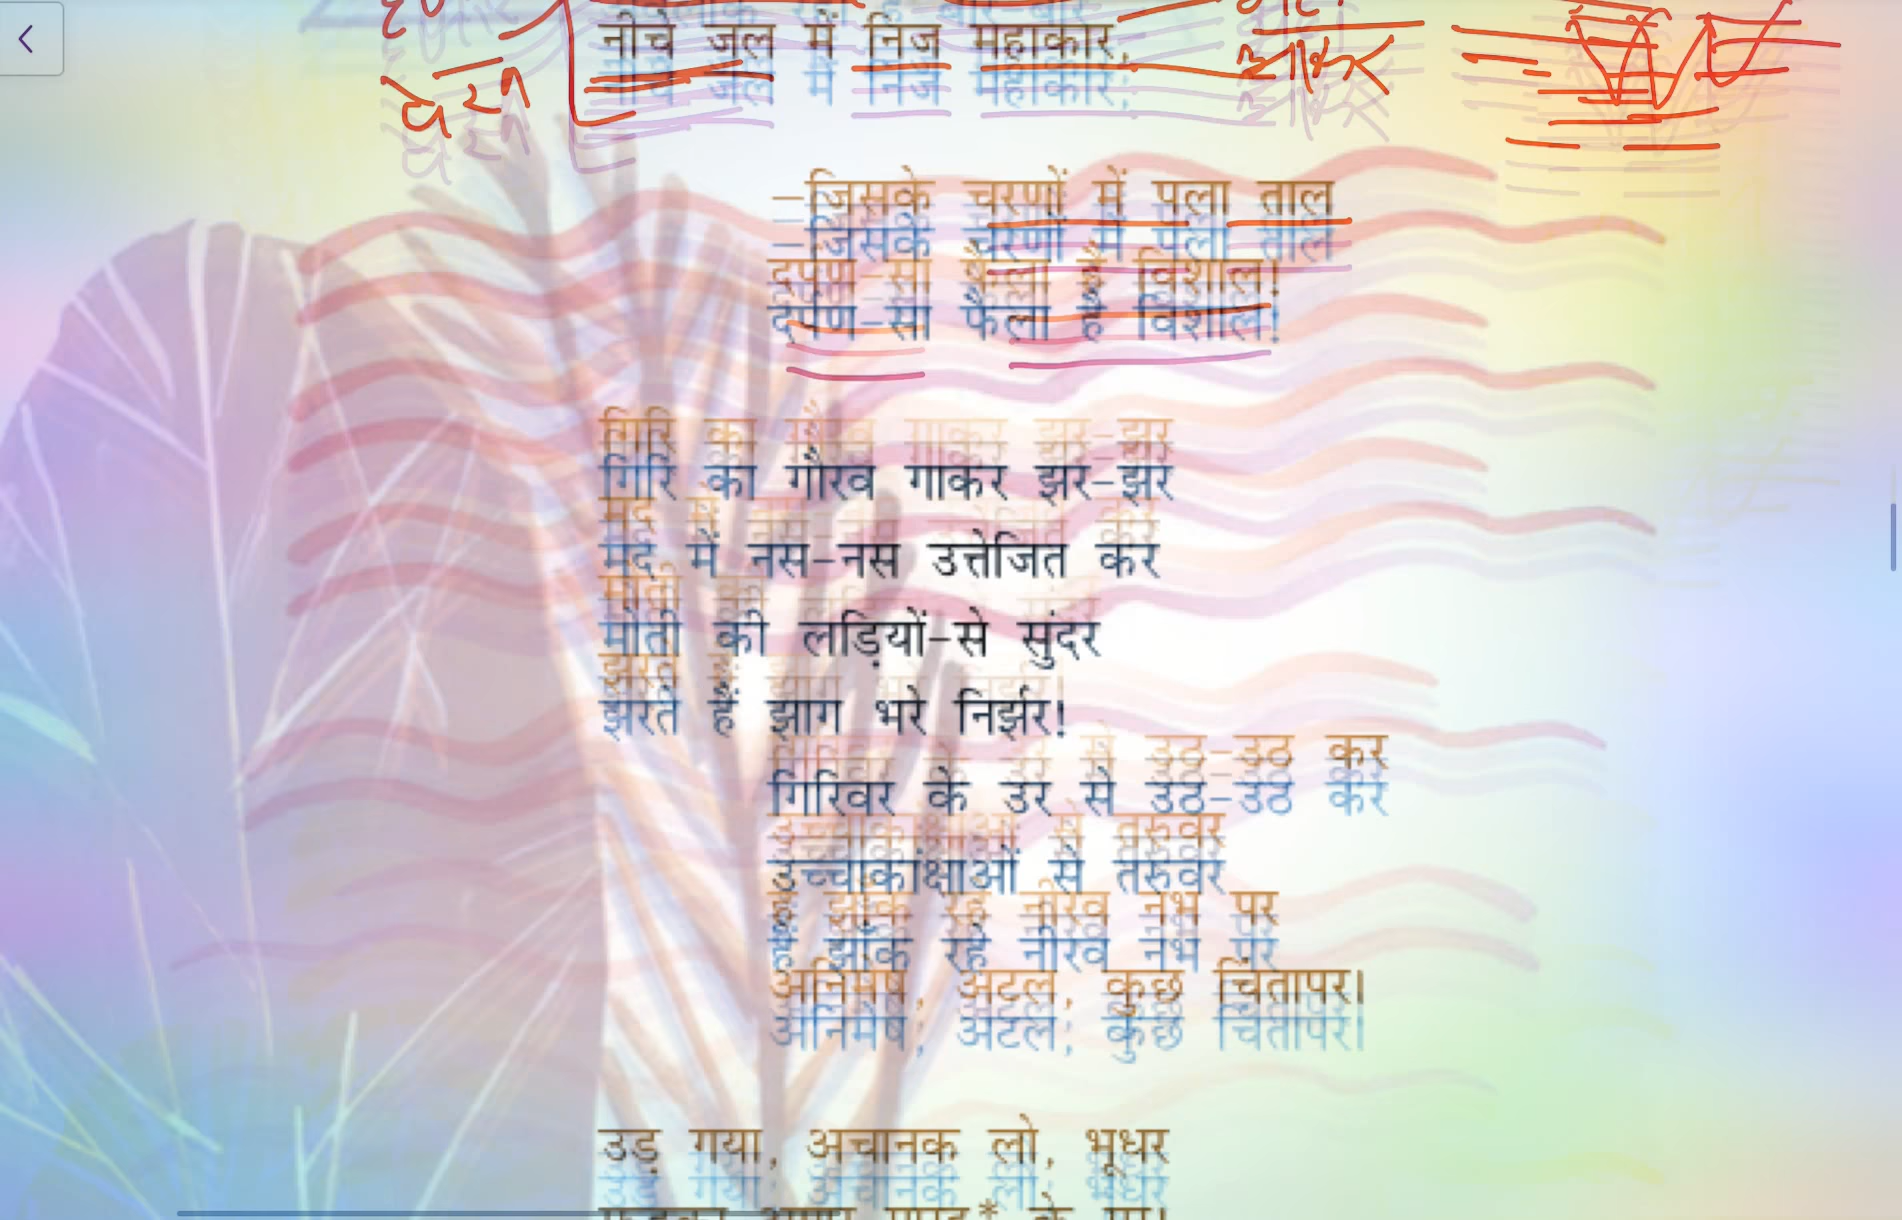 नीचे जल में निज महाकार,
आकार
–जिसके चरणों में पला ताल
दर्पण-सा फैला है विशाल!
गिरि का गौरव गाकर झर-झर
मद में नस-नस उत्तेजित कर
मोती की लड़ियों-से सुंदर
झरते हैं झाग भरे निर्झर!
गिरिवर के उर से उठ-उठ कर
उच्चाकांक्षाओं से तरुवर
हैं झाँक रहे नीरव नभ पर
अनिमेष, अटल, कुछ चिंतापर।
उड़ गया, अचानक लो, भूधर